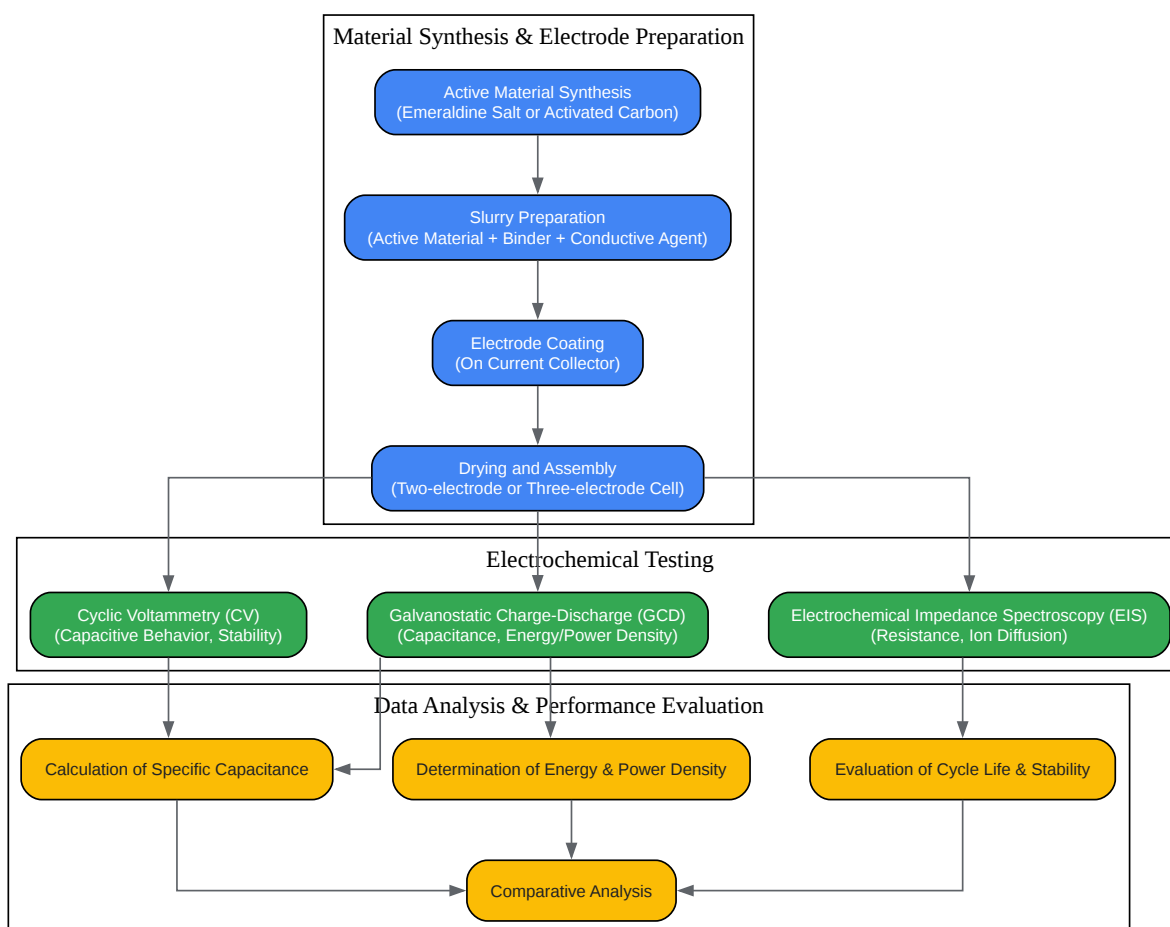 Material Synthesis & Electrode Preparation
Active Material Synthesis
(Emeraldine Salt or Activated Carbon)
Slurry Preparation
(Active Material + Binder + Conductive Agent)
Electrode Coating
(On Current Collector)
Drying and Assembly
(Two-electrode or Three-electrode Cell)
Electrochemical Testing
Cyclic Voltammetry (CV)
(Capacitive Behavior, Stability)
Galvanostatic Charge-Discharge (GCD)
(Capacitance, Energy/Power Density)
Electrochemical Impedance Spectroscopy (EIS)
(Resistance, Ion Diffusion)
Data Analysis & Performance Evaluation
Calculation of Specific Capacitance
Determination of Energy & Power Density
Evaluation of Cycle Life & Stability
Comparative Analysis